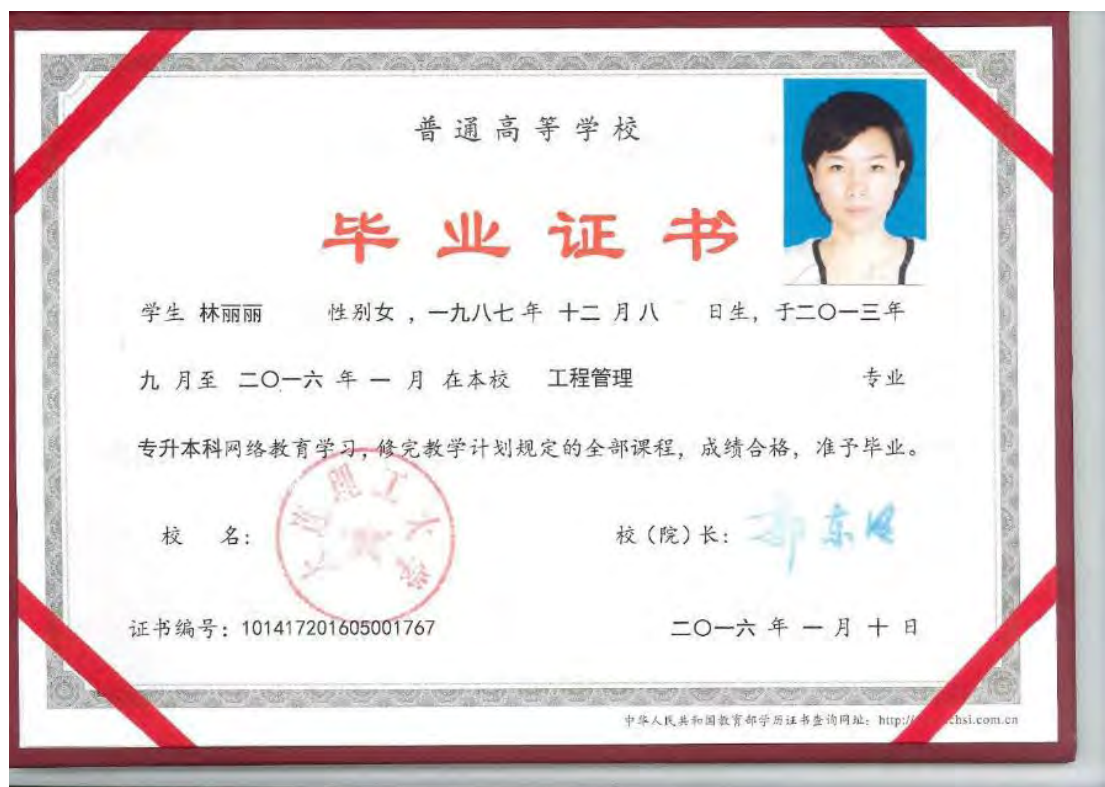 普通高等学校
毕业证书
学生 林丽丽 性别女 ，一九八七年 十二 月八 日生，于二〇一三年
九 月至 二〇一六 年 一 月 在本校 工程管理 专业
专升本科网络教育学习，修完教学计划规定的全部课程，成绩合格，准予毕业。
校 名：
大连理工大学
校（院）长：
证书编号：101417201605001767
二〇一六 年 一 月 十 日
中华人民共和国教育部学历证书查询网址：http://
chsi.com.cn